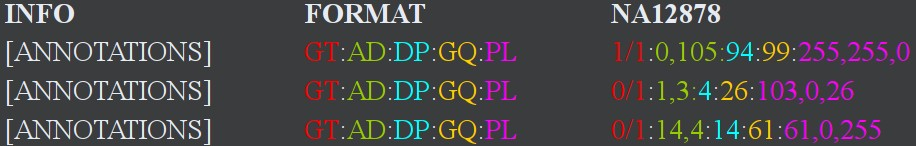 INFO FORMAT NA12878
[ANNOTATIONS] GT:AD:DP:GQ:PL 1/1:0,105:94:99:255,255,0
[ANNOTATIONS] GT:AD:DP:GQ:PL 0/1:1,3:4:26:103,0,26
[ANNOTATIONS] GT:AD:DP:GQ:PL 0/1:14,4:14:61:61,0,255